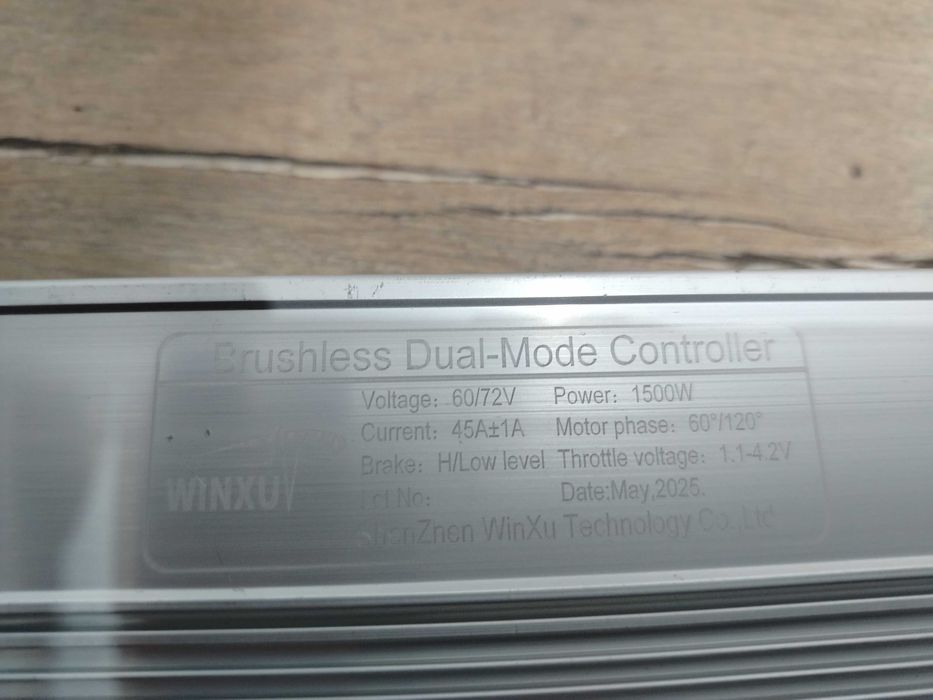 Brushless Dual-Mode Controller
Voltage: 60/72V Power: 1500W
Current: 45A±1A Motor phase: 60°/120°
Brake: H/Low level Throttle voltage: 1.1-4.2V
WINXU
Lot No: Date:May,2025.
ShenZhen WinXu Technology Co.,Ltd